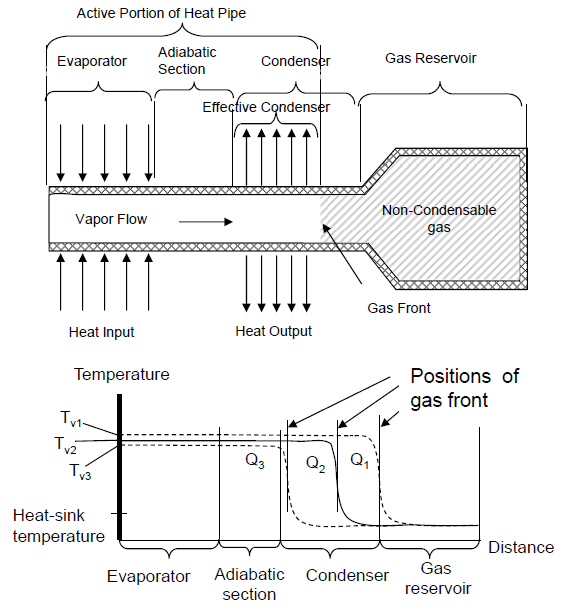 Active Portion of Heat Pipe
Evaporator
Adiabatic
Section
Condenser
Gas Reservoir
Effective Condenser
Vapor Flow
Non-Condensable
gas
Gas Front
Heat Input
Heat Output
Temperature
Positions of
gas front
Tv1
Tv2
Tv3
Q3
Q2
Q1
Heat-sink
temperature
Distance
Evaporator
Adiabatic
section
Condenser
Gas
reservoir